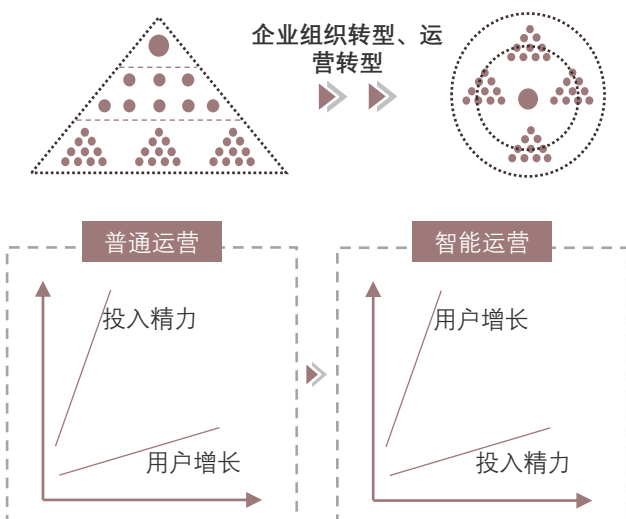 企业组织转型、运
营转型
普通运营
智能运营
投入精力
用户增长
用户增长
投入精力